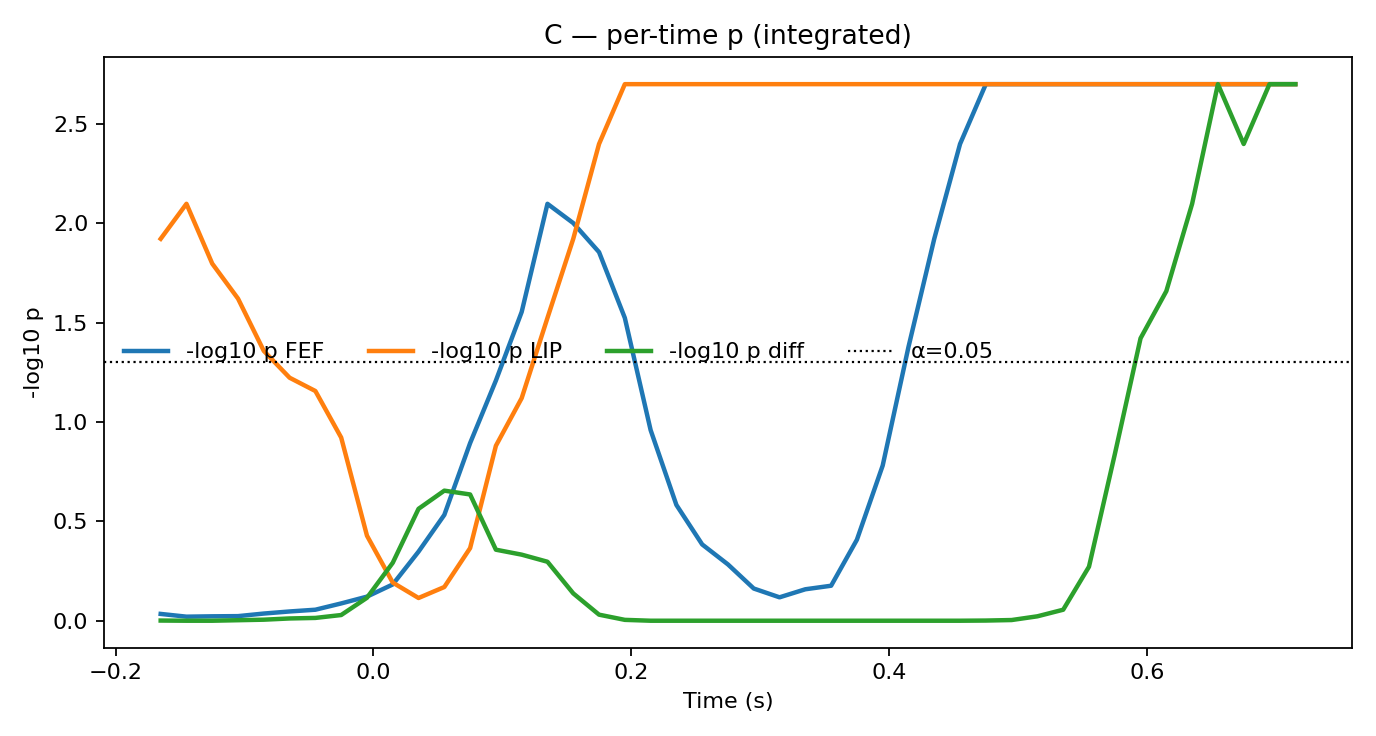 C — per-time p (integrated)
-log10 p
2.5
2.0
1.5
1.0
0.5
0.0
-log10 p FEF -log10 p LIP -log10 p diff α=0.05
−0.2 0.0 0.2 0.4 0.6
Time (s)